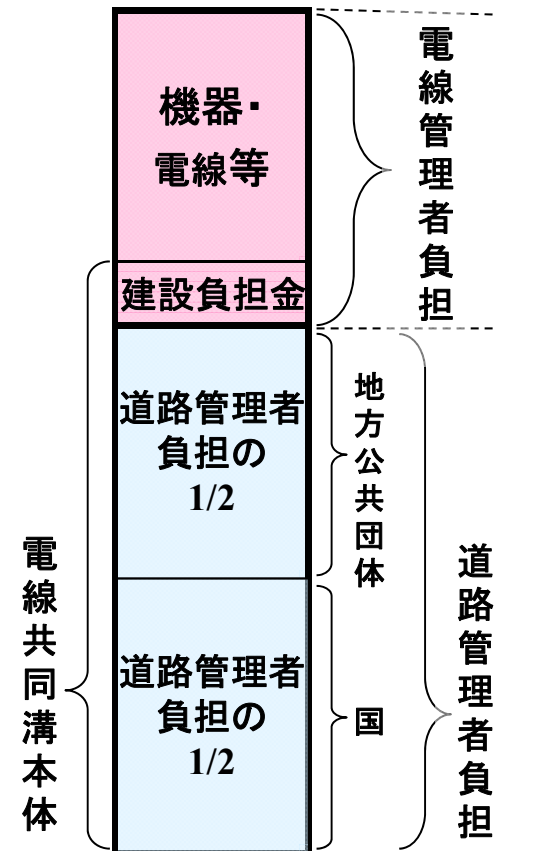 機器・
電線等
建設負担金
道路管理者
負担の
1/2
道路管理者
負担の
1/2
電線管理者負担
地方公共団体
国
道路管理者負担
電線共同溝本体